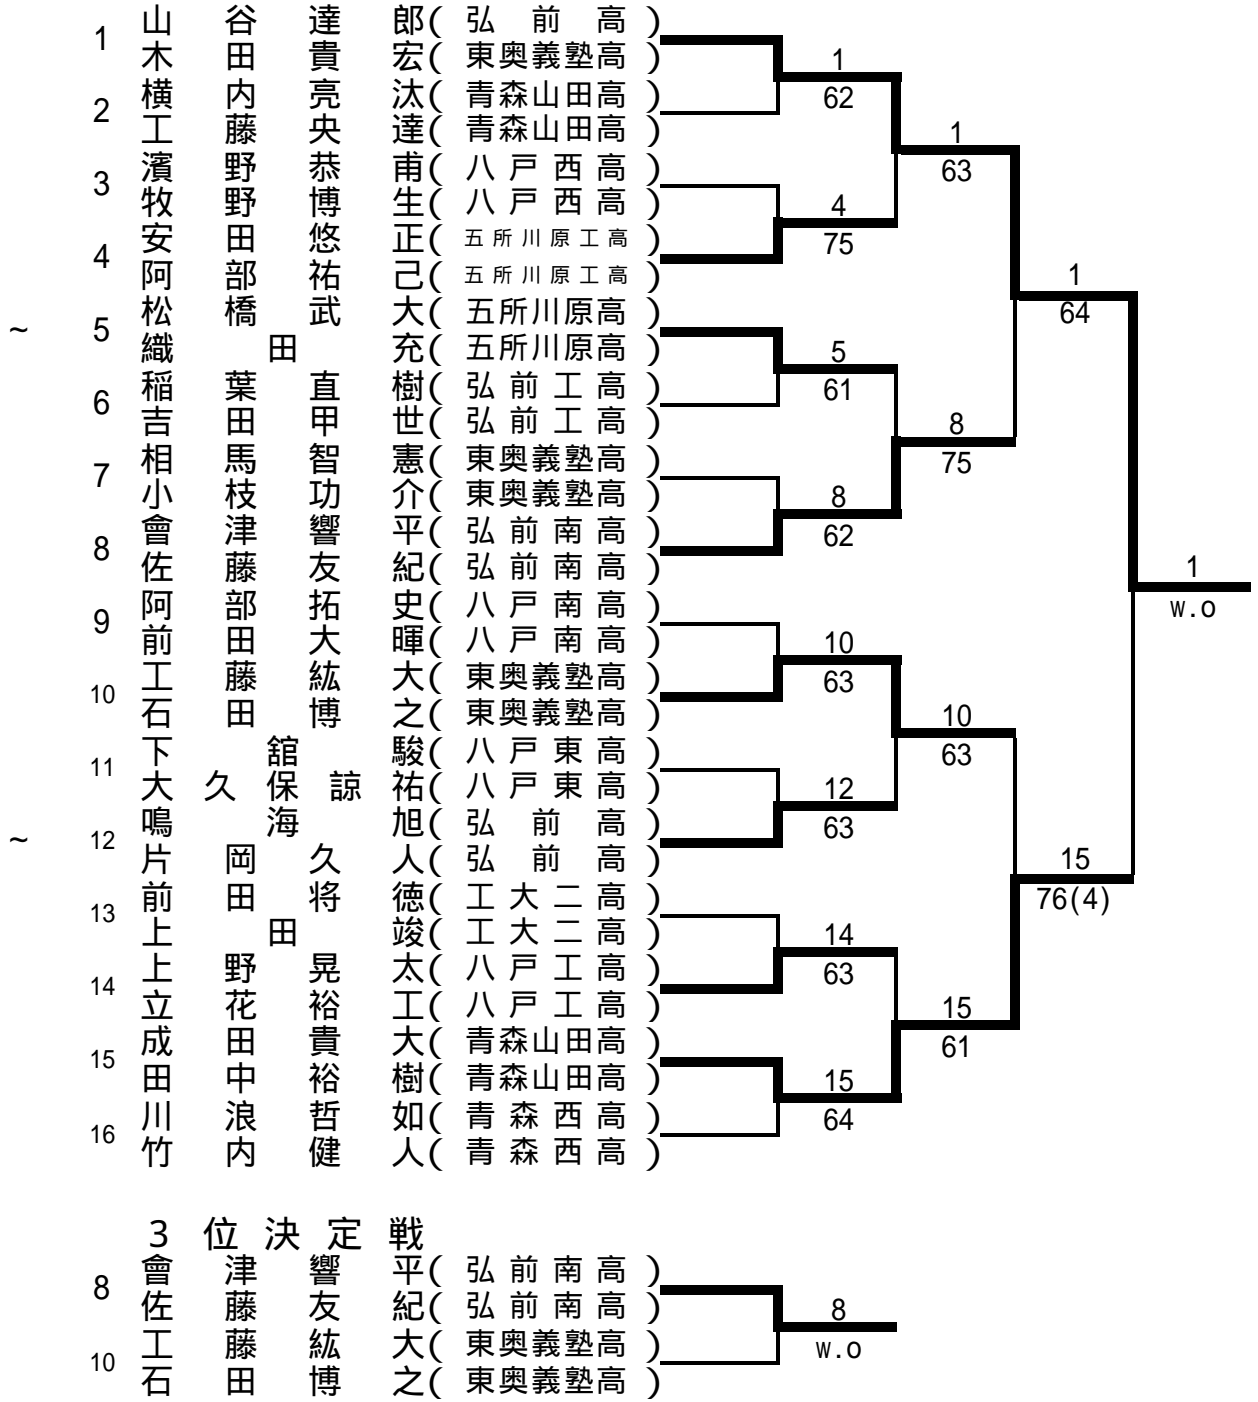 1 山谷達郎( 弘前高 )
木田貴宏( 東奥義塾高 )
2 横内亮汰( 青森山田高 )
工藤央達( 青森山田高 )
3 濱野恭甫( 八戸西高 )
牧野博生( 八戸西高 )
4 安田悠正( 五所川原工高 )
阿部祐己( 五所川原工高 )
~ 5 松橋武大( 五所川原高 )
織田充( 五所川原高 )
6 稲葉直樹( 弘前工高 )
吉田甲世( 弘前工高 )
7 相馬智憲( 東奥義塾高 )
小枝功介( 東奥義塾高 )
8 會津響平( 弘前南高 )
佐藤友紀( 弘前南高 )
9 阿部拓史( 八戸南高 )
前田大暉( 八戸南高 )
10 工藤紘大( 東奥義塾高 )
石田博之( 東奥義塾高 )
11 下舘駿( 八戸東高 )
大久保諒祐( 八戸東高 )
~ 12 鳴海旭( 弘前高 )
片岡久人( 弘前高 )
13 前田将徳( 工大二高 )
上田竣( 工大二高 )
14 上野晃太( 八戸工高 )
立花裕工( 八戸工高 )
15 成田貴大( 青森山田高 )
田中裕樹( 青森山田高 )
16 川浪哲如( 青森西高 )
竹内健人( 青森西高 )
1
62
4
75
5
61
8
62
10
63
12
63
14
63
15
64
1
63
8
75
10
63
15
61
1
64
15
76(4)
1
w.o
3位決定戦
8 會津響平( 弘前南高 )
佐藤友紀( 弘前南高 )
10 工藤紘大( 東奥義塾高 )
石田博之( 東奥義塾高 )
8
w.o